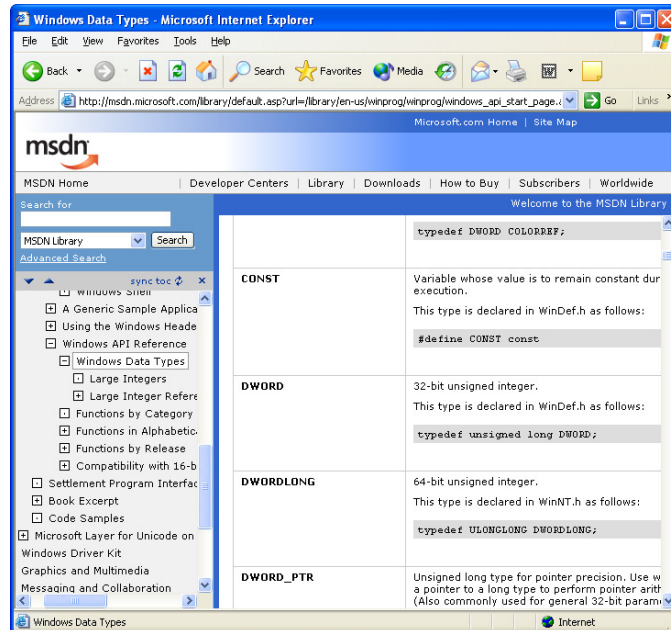 Windows Data Types - Microsoft Internet Explorer
File Edit View Favorites Tools Help
Back Search Favorites Media
Address http://msdn.microsoft.com/library/default.asp?url=/library/en-us/winprog/winprog/windows_api_start_page. Go Links
Microsoft.com Home | Site Map
msdn
MSDN Home | Developer Centers | Library | Downloads | How to Buy | Subscribers | Worldwide
Search for
Welcome to the MSDN Library
MSDN Library Search
Advanced Search
sync toc
Windows Shell
A Generic Sample Applica
Using the Windows Heade
Windows API Reference
Windows Data Types
Large Integers
Large Integer Refere
Functions by Category
Functions in Alphabetic
Functions by Release
Compatibility with 16-b
Settlement Program Interfac
Book Excerpt
Code Samples
Microsoft Layer for Unicode on
Windows Driver Kit
Graphics and Multimedia
Messaging and Collaboration
typedef DWORD COLORREF;
CONST
Variable whose value is to remain constant dur
execution.
This type is declared in WinDef.h as follows:
#define CONST const
DWORD
32-bit unsigned integer.
This type is declared in WinDef.h as follows:
typedef unsigned long DWORD;
DWORDLONG
64-bit unsigned integer.
This type is declared in WinNT.h as follows:
typedef ULONGLONG DWORDLONG;
DWORD_PTR
Unsigned long type for pointer precision. Use w
a pointer to a long type to perform pointer arith
(Also commonly used for general 32-bit parame
Windows Data Types Internet